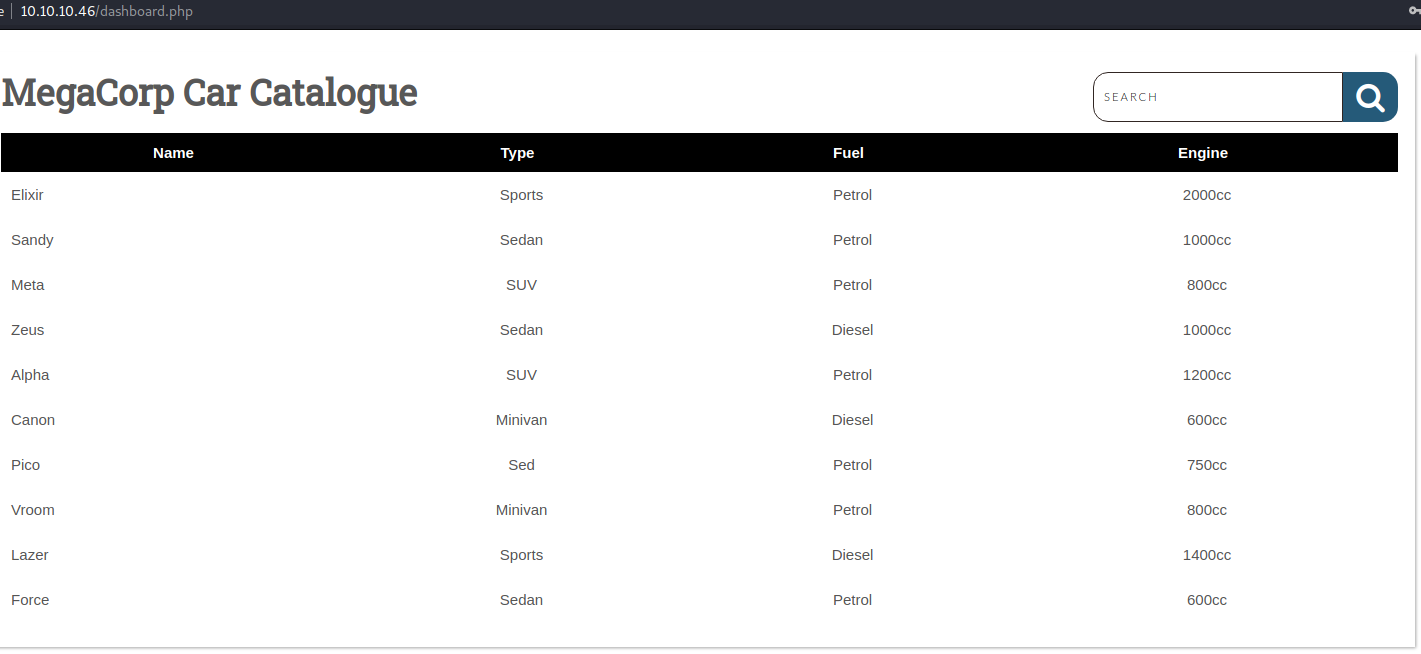 e 10.10.10.46/dashboard.php
MegaCorp Car Catalogue
SEARCH
Name Type Fuel Engine
Elixir Sports Petrol 2000cc
Sandy Sedan Petrol 1000cc
Meta SUV Petrol 800cc
Zeus Sedan Diesel 1000cc
Alpha SUV Petrol 1200cc
Canon Minivan Diesel 600cc
Pico Sed Petrol 750cc
Vroom Minivan Petrol 800cc
Lazer Sports Diesel 1400cc
Force Sedan Petrol 600cc